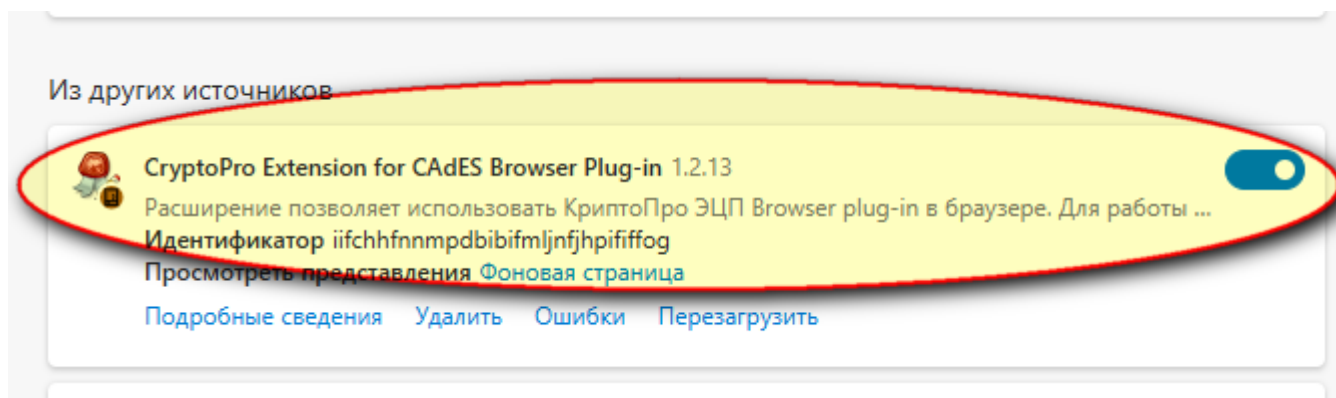 Из других источников
CryptoPro Extension for CAdES Browser Plug-in 1.2.13
Расширение позволяет использовать КриптоПро ЭЦП Browser plug-in в браузере. Для работы ...
Идентификатор iifchhfnnmpdbibifmljnfjhpififfog
Просмотреть представления Фоновая страница
Подробные сведения Удалить Ошибки Перезагрузить